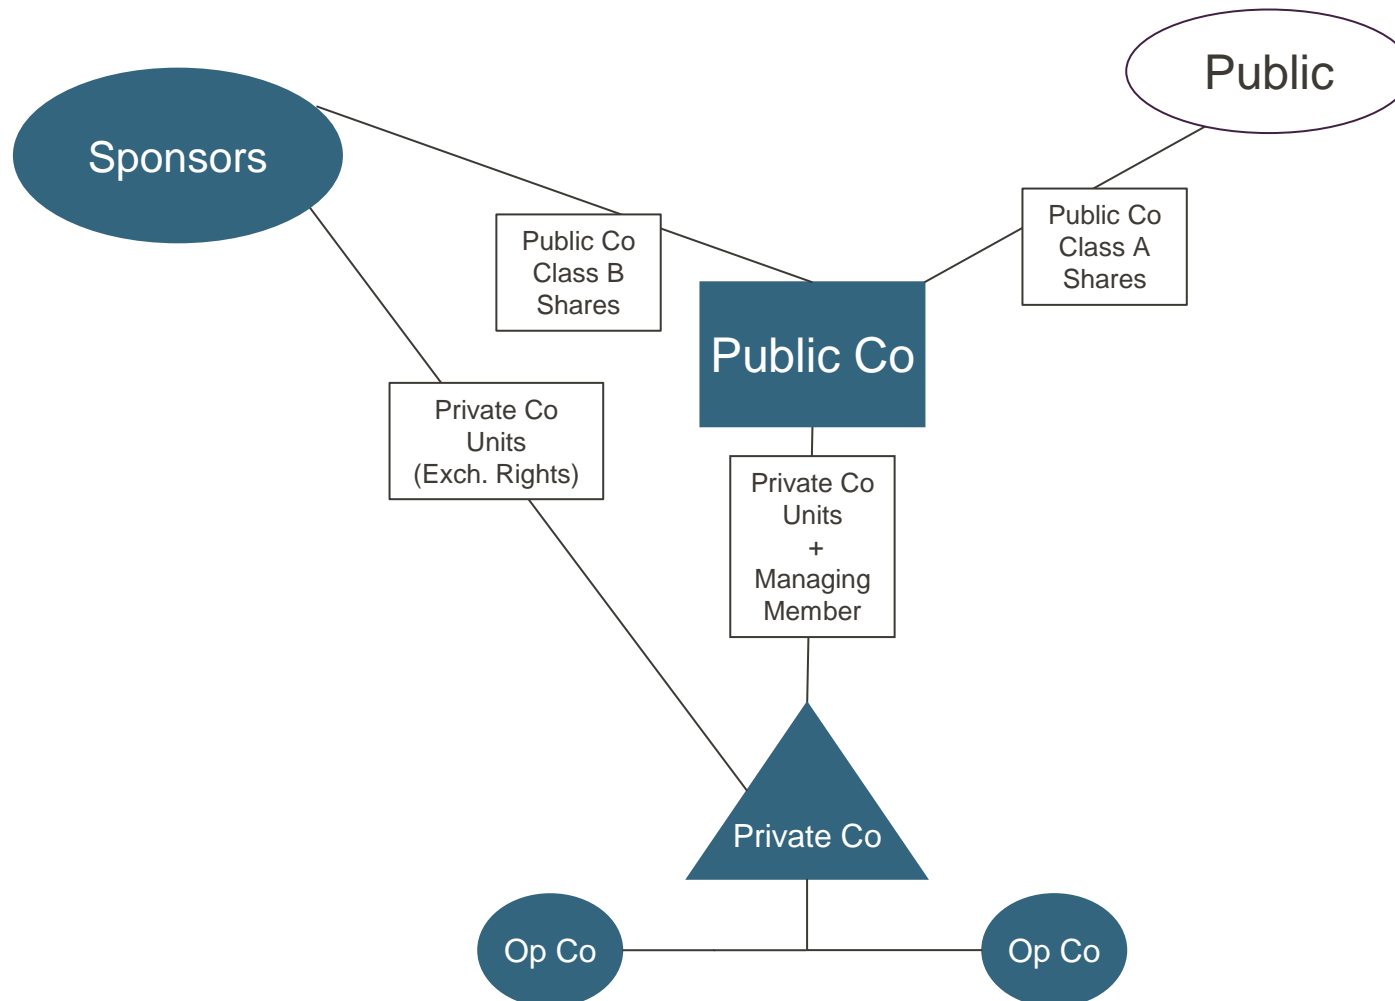 Public
Sponsors
Public Co
Class B
Shares
Public Co
Class A
Shares
Public Co
Private Co
Units
(Exch. Rights)
Private Co
Units
+
Managing
Member
Private Co
Op Co
Op Co